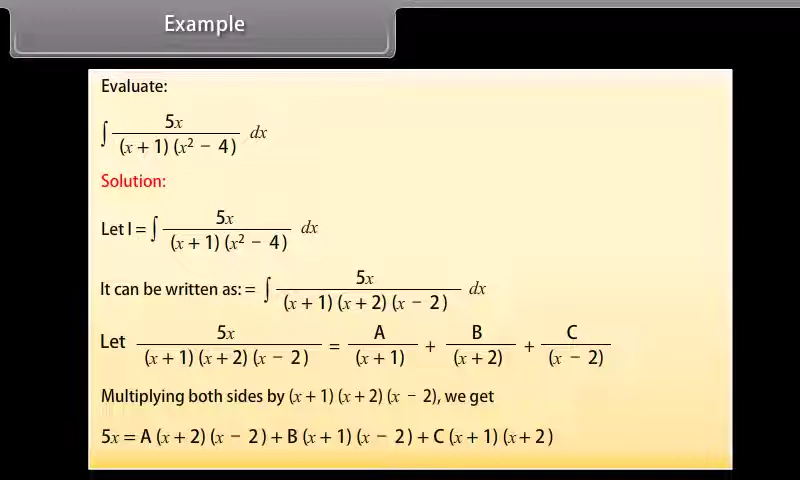 Example
Evaluate:
∫ 5x / (x + 1) (x² − 4) dx
Solution:
Let I = ∫ 5x / (x + 1) (x² − 4) dx
It can be written as: = ∫ 5x / (x + 1) (x + 2) (x − 2) dx
Let 5x / (x + 1) (x + 2) (x − 2) = A / (x + 1) + B / (x + 2) + C / (x − 2)
Multiplying both sides by (x + 1) (x + 2) (x − 2), we get
5x = A (x + 2) (x − 2) + B (x + 1) (x − 2) + C (x + 1) (x + 2)